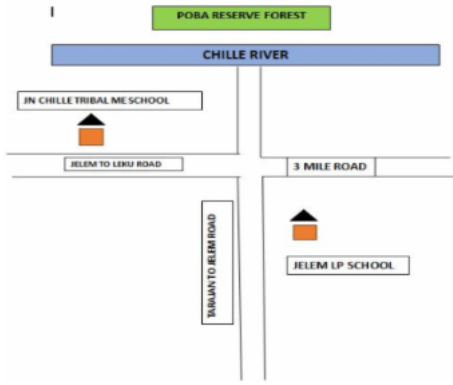 I
POBA RESERVE FOREST
CHILLE RIVER
JN CHILLE TRIBAL ME SCHOOL
JELEM TO LEKU ROAD
3 MILE ROAD
TARAJAN TO JELEM ROAD
JELEM LP SCHOOL